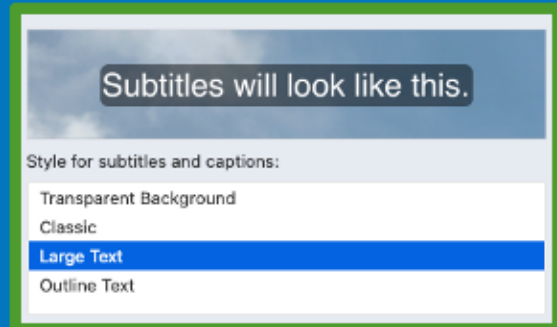 Subtitles will look like this.
Style for subtitles and captions:
Transparent Background
Classic
Large Text
Outline Text